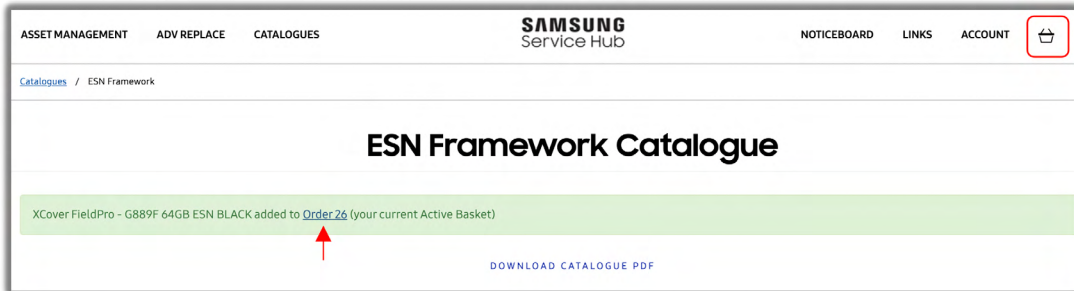 ASSET MANAGEMENT ADV REPLACE CATALOGUES
SAMSUNG
Service Hub
NOTICEBOARD LINKS ACCOUNT
Catalogues / ESN Framework
ESN Framework Catalogue
XCover FieldPro - G889F 64GB ESN BLACK added to Order 26 (your current Active Basket)
DOWNLOAD CATALOGUE PDF